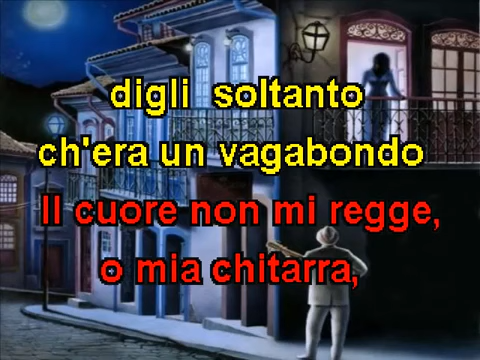 digli soltanto
ch'era un vagabondo
Il cuore non mi regge,
o mia chitarra,